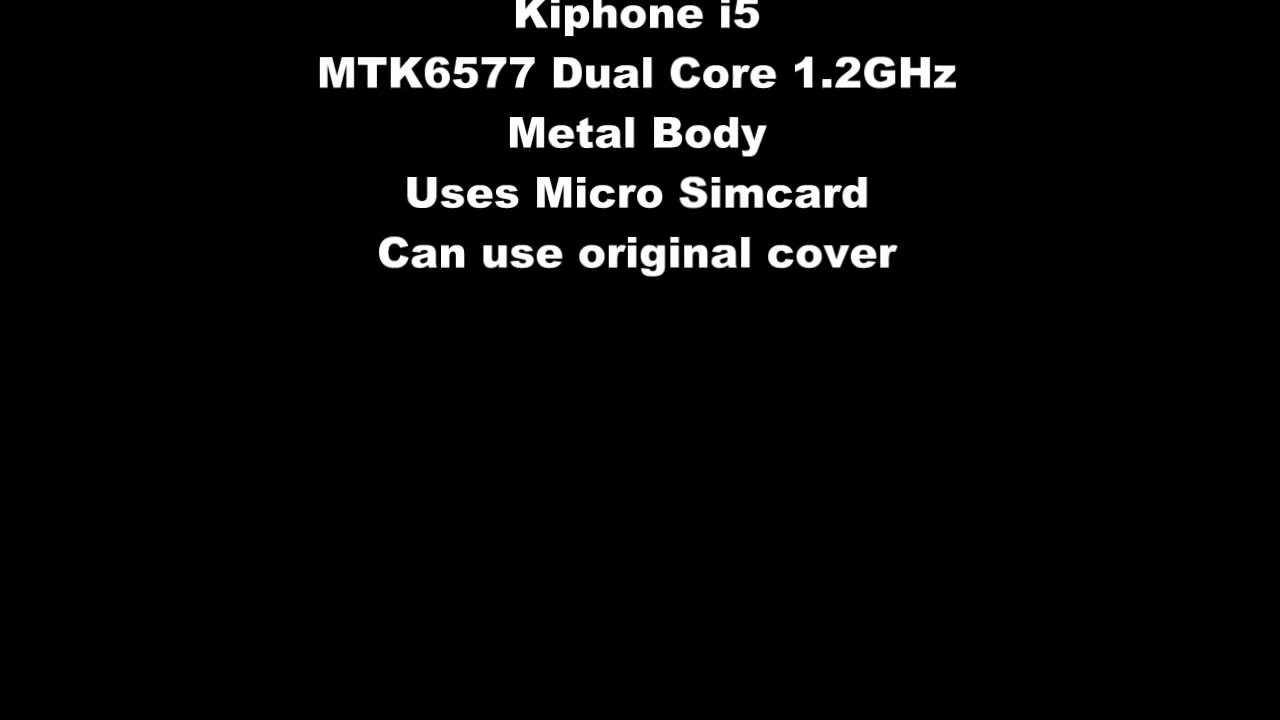 Kiphone i5
MTK6577 Dual Core 1.2GHz
Metal Body
Uses Micro Simcard
Can use original cover